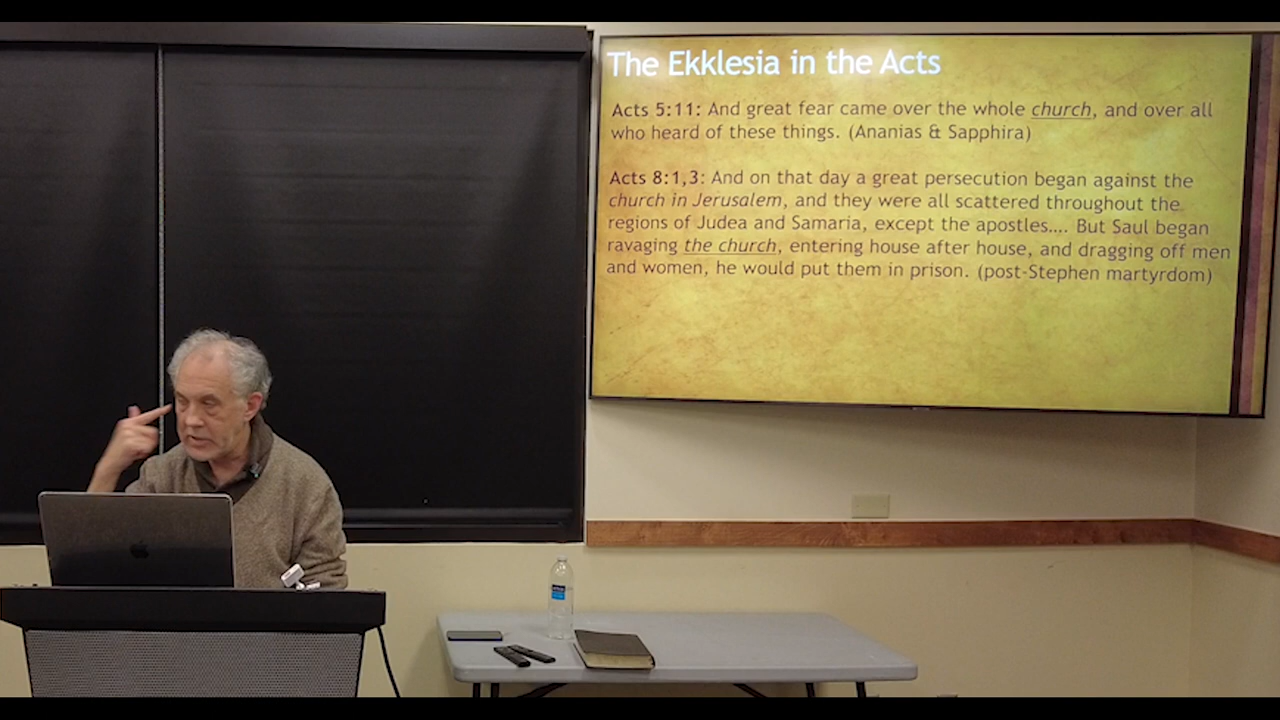 The Ekklesia in the Acts
Acts 5:11: And great fear came over the whole church, and over all
who heard of these things. (Ananias & Sapphira)
Acts 8:1,3: And on that day a great persecution began against the
church in Jerusalem, and they were all scattered throughout the
regions of Judea and Samaria, except the apostles.... But Saul began
ravaging the church, entering house after house, and dragging off men
and women, he would put them in prison. (post-Stephen martyrdom)